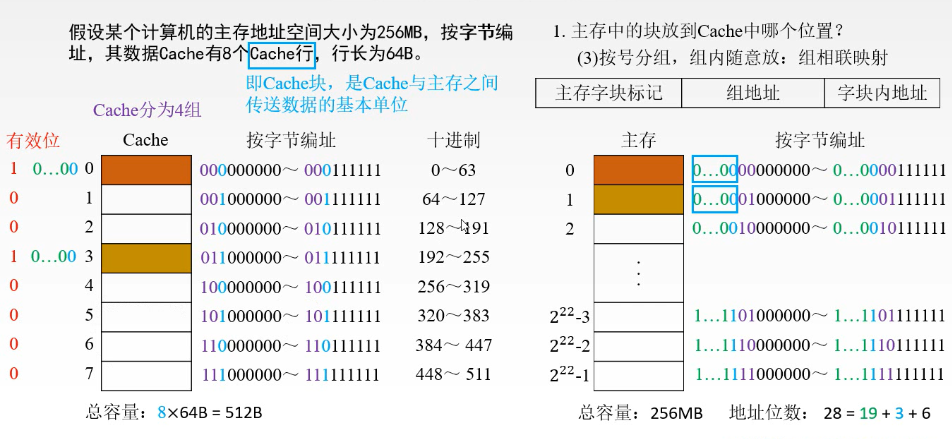 假设某个计算机的主存地址空间大小为256MB，按字节编
址，其数据Cache有8个Cache行，行长为64B。
即Cache块，是Cache与主存之间
传送数据的基本单位
Cache分为4组
有效位 Cache 按字节编址 十进制
1 0…00 0 000000000～ 000111111 0～63
0 1 001000000～ 001111111 64～127
0 2 010000000～ 010111111 128～191
1 0…00 3 011000000～ 011111111 192～255
0 4 100000000～ 100111111 256～319
0 5 101000000～ 101111111 320～383
0 6 110000000～ 110111111 384～ 447
0 7 111000000～ 111111111 448～ 511
总容量：8×64B = 512B
1. 主存中的块放到Cache中哪个位置？
(3)按号分组，组内随意放：组相联映射
主存字块标记 组地址 字块内地址
主存 按字节编址
0 0…0000000000～ 0…0000111111
1 0…0001000000～ 0…0001111111
2 0…0010000000～ 0…0010111111
⋮
2²²-3 1…1101000000～ 1…1101111111
2²²-2 1…1110000000～ 1…1110111111
2²²-1 1…1111000000～ 1…1111111111
总容量：256MB 地址位数： 28 = 19 + 3 + 6